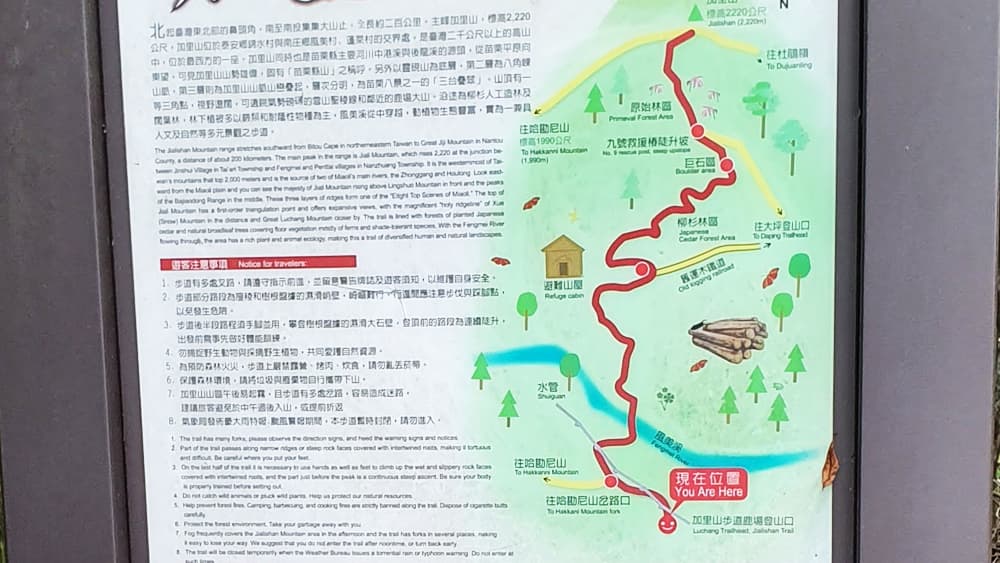 北起臺灣東北部的鼻頭角，南至南投集集大山止，全長約二百公里，主峰加里山，標高2,220
公尺，加里山位於泰安鄉錦水村與南庄鄉風美村、蓬萊村的交界處，是臺灣二千公尺以上的高山
中，位於最西方的一座。加里山同時也是苗栗縣主要河川中港溪與後龍溪的源頭，從苗栗平原向
東望，可見加里山山勢雄偉，
第二層為八角崠
山脈，第三層則為加里山山脈山巒疊起，層次分明，為苗栗八景之一的「三台疊翠」。山頂有一
等三角點，視野遼闊，可遠眺氣勢磅礡的雪山聖稜線和鄰近的鹿場大山。沿途為柳杉人工造林及
闊葉林，林下植被多以蕨類和耐陰性物種為主，風美溪從中穿越，動植物生態豐富，實為一兼具
人文及自然等多元景觀之步道。
The Jialishan Mountain range stretches southward from Bitou Cape in northeastern Taiwan to Great Jiji Mountain in Nantou
County, a distance of about 200 kilometers. The main peak in the range is Jiali Mountain, which rises 2,220 at the junction be-
tween Jinshui Village in Tai'an Township and Fengmei and Penglai villages in Nanzhuang Township. It is the westernmost of Tai-
wan's mountains that top 2,000 meters and is the source of two of Miaoli's main rivers, the Zhonggang and Houlong. Look east-
ward from the Miaoli plain and you can see the majesty of Jiali Mountain rising above Lingshui Mountain in front and the peaks
of the Bajiandong Range in the middle. These three layers of ridges form one of the "Eight Top Scenes of Miaoli." The top of
Jiali Mountain has a first-order triangulation point and offers expansive views, with the magnificent "holy ridgeline" of Xue
(Snow) Mountain in the distance and Great Luchang Mountain closer by. The trail is lined with forests of planted Japanese
cedar and natural broadleaf trees covering floor vegetation mostly of ferns and shade-tolerant species. With the Fengmei River
flowing through, the area has a rich plant and animal ecology, making this a trail of diversified human and natural landscapes.
遊客注意事項 Notice for travelers:
1. 步道有多處叉路，請遵守指示前進，並留意警告牌誌及遊客須知，以維護自身安全。
2. 步道部分路段為瘦稜和樹根盤據的濕滑峭壁，崎嶇難行，行進間應注意步伐與踩腳點，
以免發生危險。
3. 步道後半段路程須手腳並用，攀登樹根盤據的濕滑大石壁，登頂前的路段為連續陡升，
出發前需事先做好體能訓練。
4. 勿捕捉野生動物與採摘野生植物，共同愛護自然資源。
5. 為預防森林火災，步道上嚴禁露營、烤肉、炊食，請勿亂丟菸蒂。
6. 保護森林環境，請將垃圾與廢棄物自行攜帶下山。
7. 加里山山區午後易起霧，且步道有多處岔路，容易造成迷路，
建議旅客避免於中午過後入山，或提前折返
8. 氣象局發佈豪大雨特報、颱風警報期間，本步道暫時封閉，請勿進入。
1. The trail has many forks, please observe the direction signs, and heed the warning signs and notices.
2. Part of the trail passes along narrow ridges or steep rock faces covered with intertwined roots, making it tortuous
and difficult. Be careful where you put your feet.
3. On the last half of the trail it is necessary to use hands as well as feet to climb up the wet and slippery rock faces
covered with intertwined roots, and the part just before the peak is a continuous steep ascent. Be sure your body
is properly trained before setting out.
4. Do not catch wild animals or pluck wild plants. Help us protect our natural resources.
5. Help prevent forest fires. Camping, barbecuing, and cooking fires are strictly banned along the trail. Dispose of cigarette butts
carefully.
6. Protect the forest environment. Take your garbage with you.
7. Fog frequently covers the Jialishan Mountain area in the afternoon and the trail has forks in several places, making
it easy to lose your way. We suggest that you do not enter the trail after noontime, or turn back early.
8. The trail will be closed temporarily when the Weather Bureau issues a torrential rain or typhoon warning. Do not enter at
such times.
N
加里山
標高2220公尺
Jialishan (2,220m)
往杜鵑嶺
To Dujuanling
原始林區
Primeval Forest Area
往哈勘尼山
標高1990公尺
To Hakkanni Mountain
(1,990m)
九號救援樁陡升坡
No. 9 rescue post, steep upslope
巨石區
Boulder area
柳杉林區
Japanese
Cedar Forest Area
往大坪登山口
To Daping Trailhead
舊運木鐵道
Old logging railroad
避難山屋
Refuge cabin
水管
Shuiguan
風美溪
Fengmei River
往哈勘尼山
To Hakkanni Mountain
往哈勘尼山岔路口
To Hakkani Mountain fork
現在位置
You Are Here
加里山步道鹿場登山口
Luchang Trailhead, Jialishan Trail